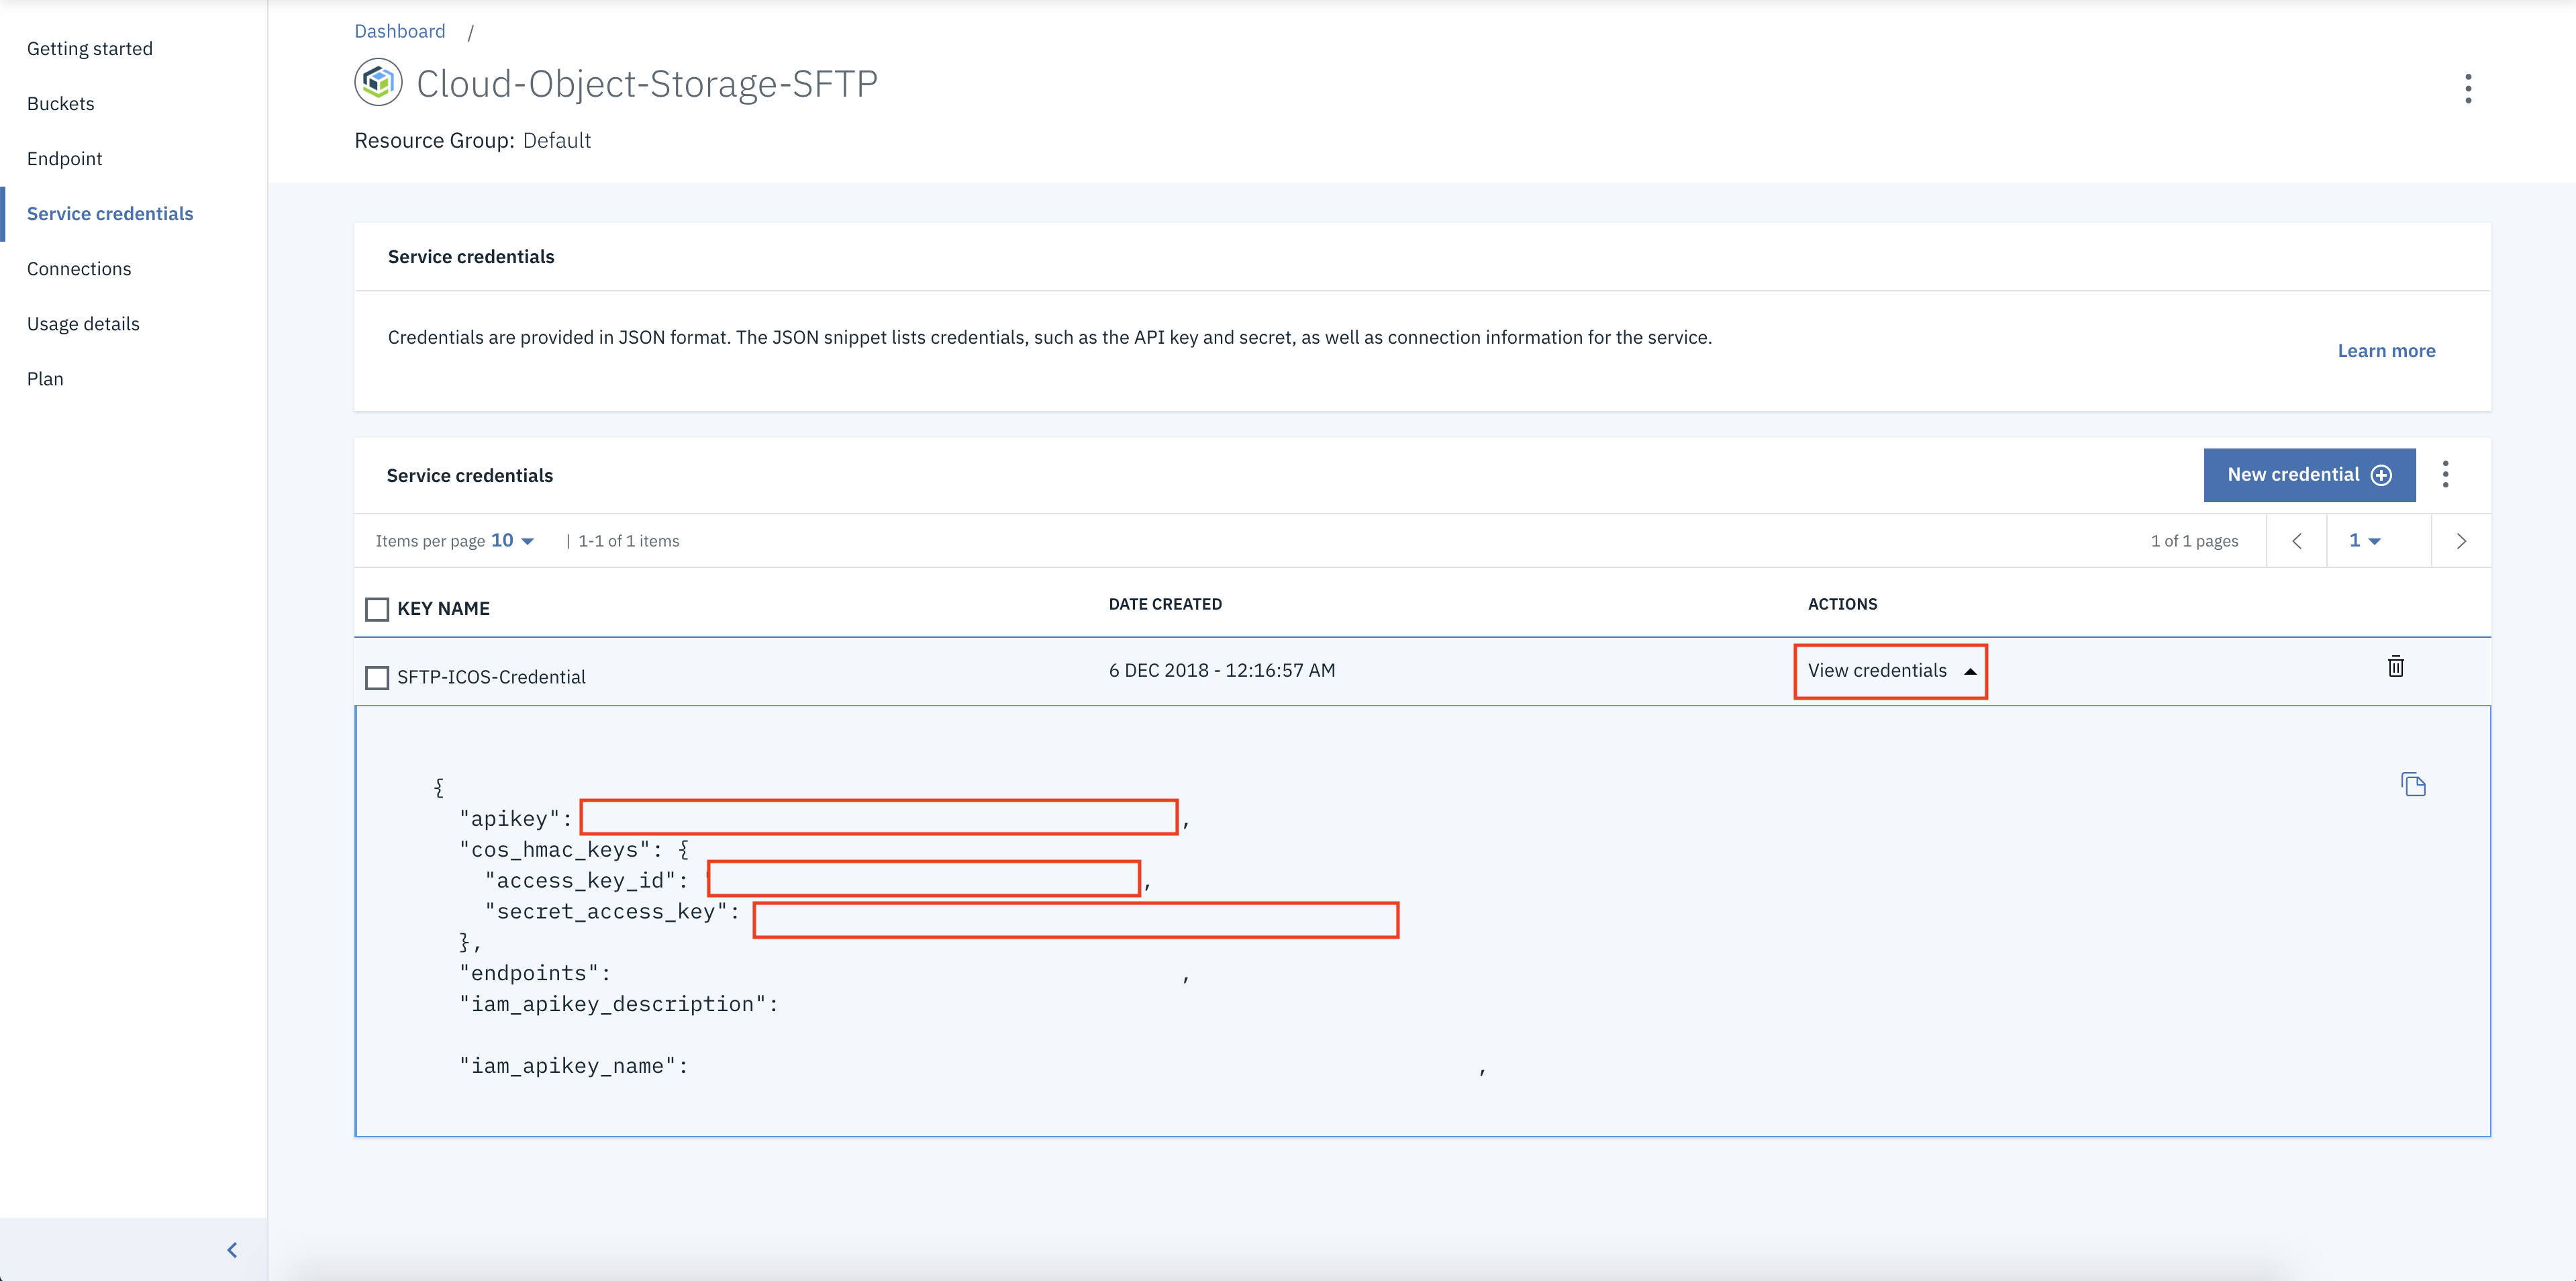 Getting started
Buckets
Endpoint
Service credentials
Connections
Usage details
Plan
Dashboard /
Cloud-Object-Storage-SFTP
Resource Group: Default
Service credentials
Credentials are provided in JSON format. The JSON snippet lists credentials, such as the API key and secret, as well as connection information for the service.
Learn more
Service credentials
New credential
Items per page 10 | 1-1 of 1 items
1 of 1 pages 1
KEY NAME DATE CREATED ACTIONS
SFTP-ICOS-Credential 6 DEC 2018 - 12:16:57 AM View credentials
{
"apikey": ,
"cos_hmac_keys": {
"access_key_id": ,
"secret_access_key":
},
"endpoints": ,
"iam_apikey_description":
"iam_apikey_name": ,